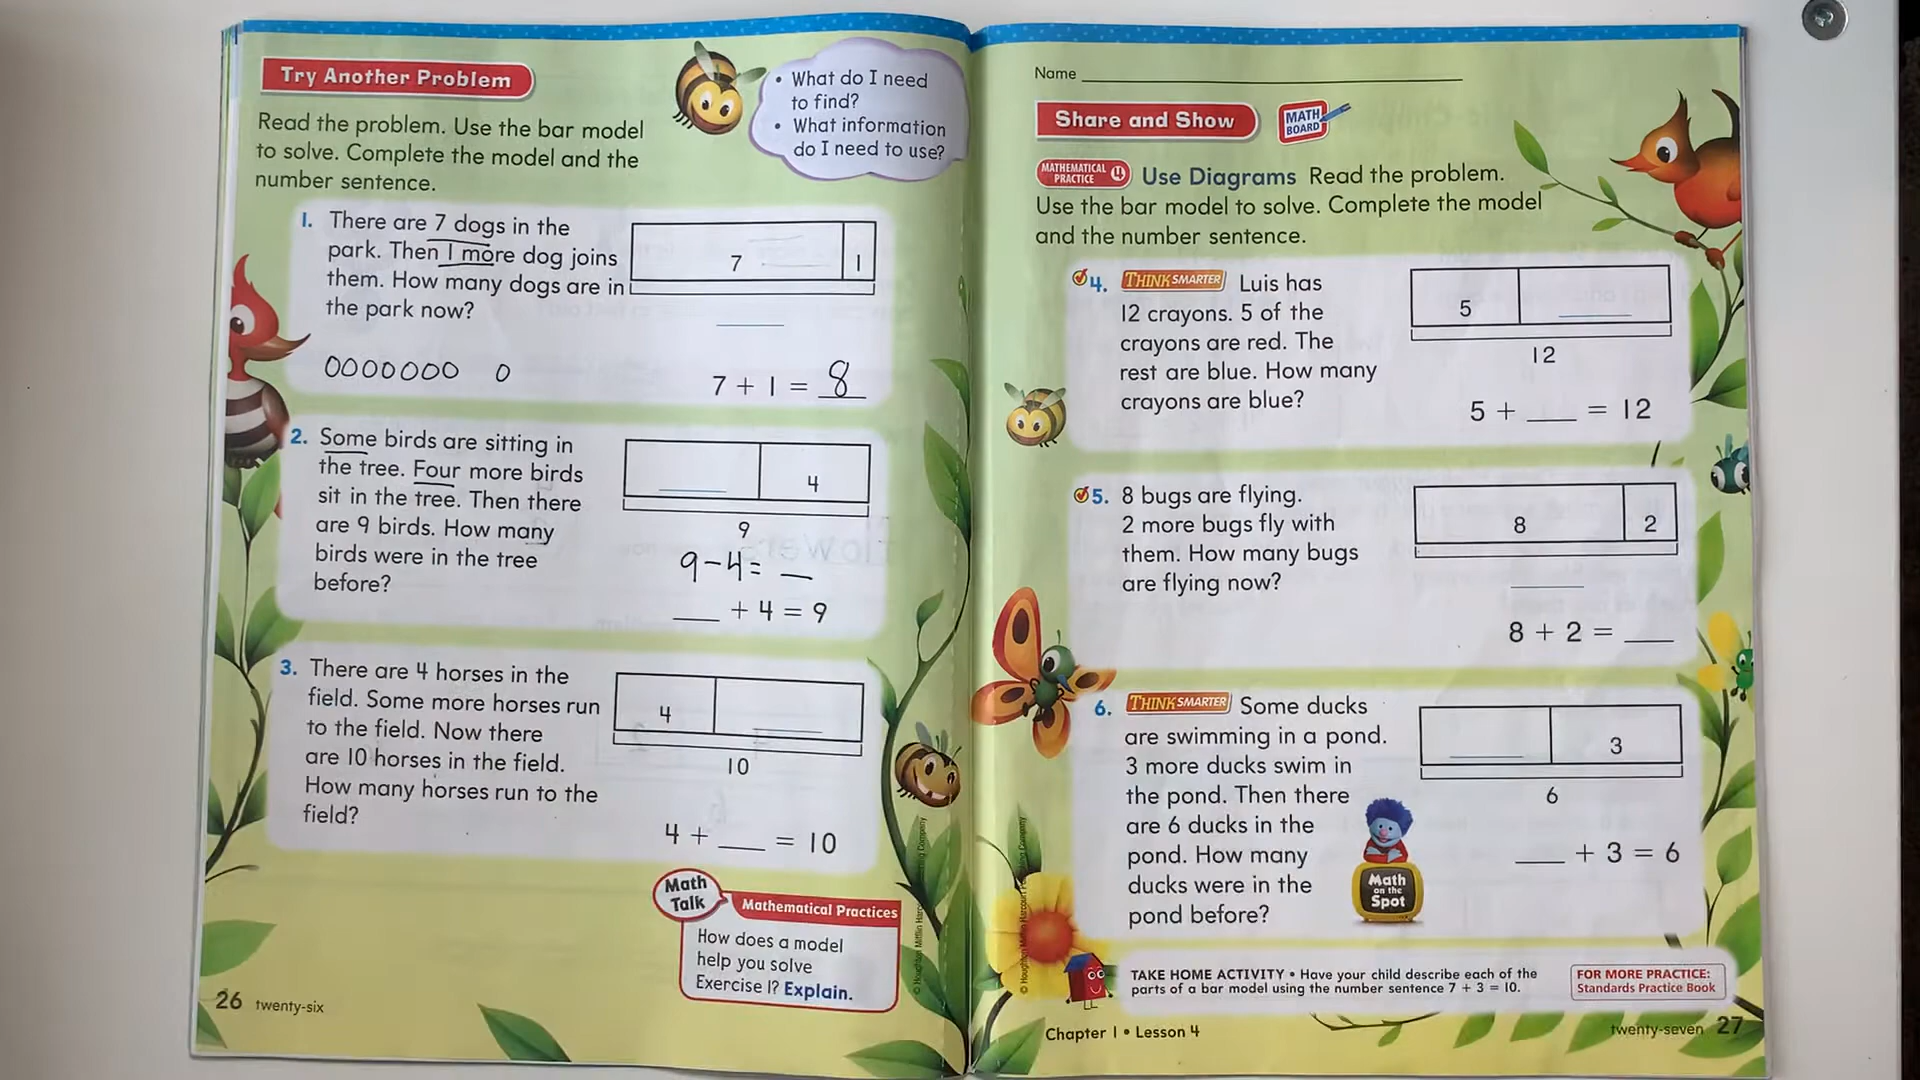 Try Another Problem
• What do I need
to find?
• What information
do I need to use?
Read the problem. Use the bar model
to solve. Complete the model and the
number sentence.
1. There are 7 dogs in the
park. Then 1 more dog joins
them. How many dogs are in
the park now?
7 1
OOOOOOO O
7 + 1 = 8
2. Some birds are sitting in
the tree. Four more birds
sit in the tree. Then there
are 9 birds. How many
birds were in the tree
before?
___ 4
9
9 - 4 = __
___ + 4 = 9
3. There are 4 horses in the
field. Some more horses run
to the field. Now there
are 10 horses in the field.
How many horses run to the
field?
4 ___
10
4 + ___ = 10
Math
Talk
Mathematical Practices
How does a model
help you solve
Exercise 1? Explain.
26 twenty-six
Name ___
Share and Show
MATH
BOARD
MATHEMATICAL
PRACTICE 4
Use Diagrams Read the problem.
Use the bar model to solve. Complete the model
and the number sentence.
4. THINK SMARTER Luis has
12 crayons. 5 of the
crayons are red. The
rest are blue. How many
crayons are blue?
5 ___
12
5 + ___ = 12
5. 8 bugs are flying.
2 more bugs fly with
them. How many bugs
are flying now?
8 2
___
8 + 2 = ___
6. THINK SMARTER Some ducks
are swimming in a pond.
3 more ducks swim in
the pond. Then there
are 6 ducks in the
pond. How many
ducks were in the
pond before?
___ 3
6
___ + 3 = 6
Math
on the
Spot
TAKE HOME ACTIVITY • Have your child describe each of the
parts of a bar model using the number sentence 7 + 3 = 10.
FOR MORE PRACTICE:
Standards Practice Book
Chapter 1 • Lesson 4
twenty-seven 27